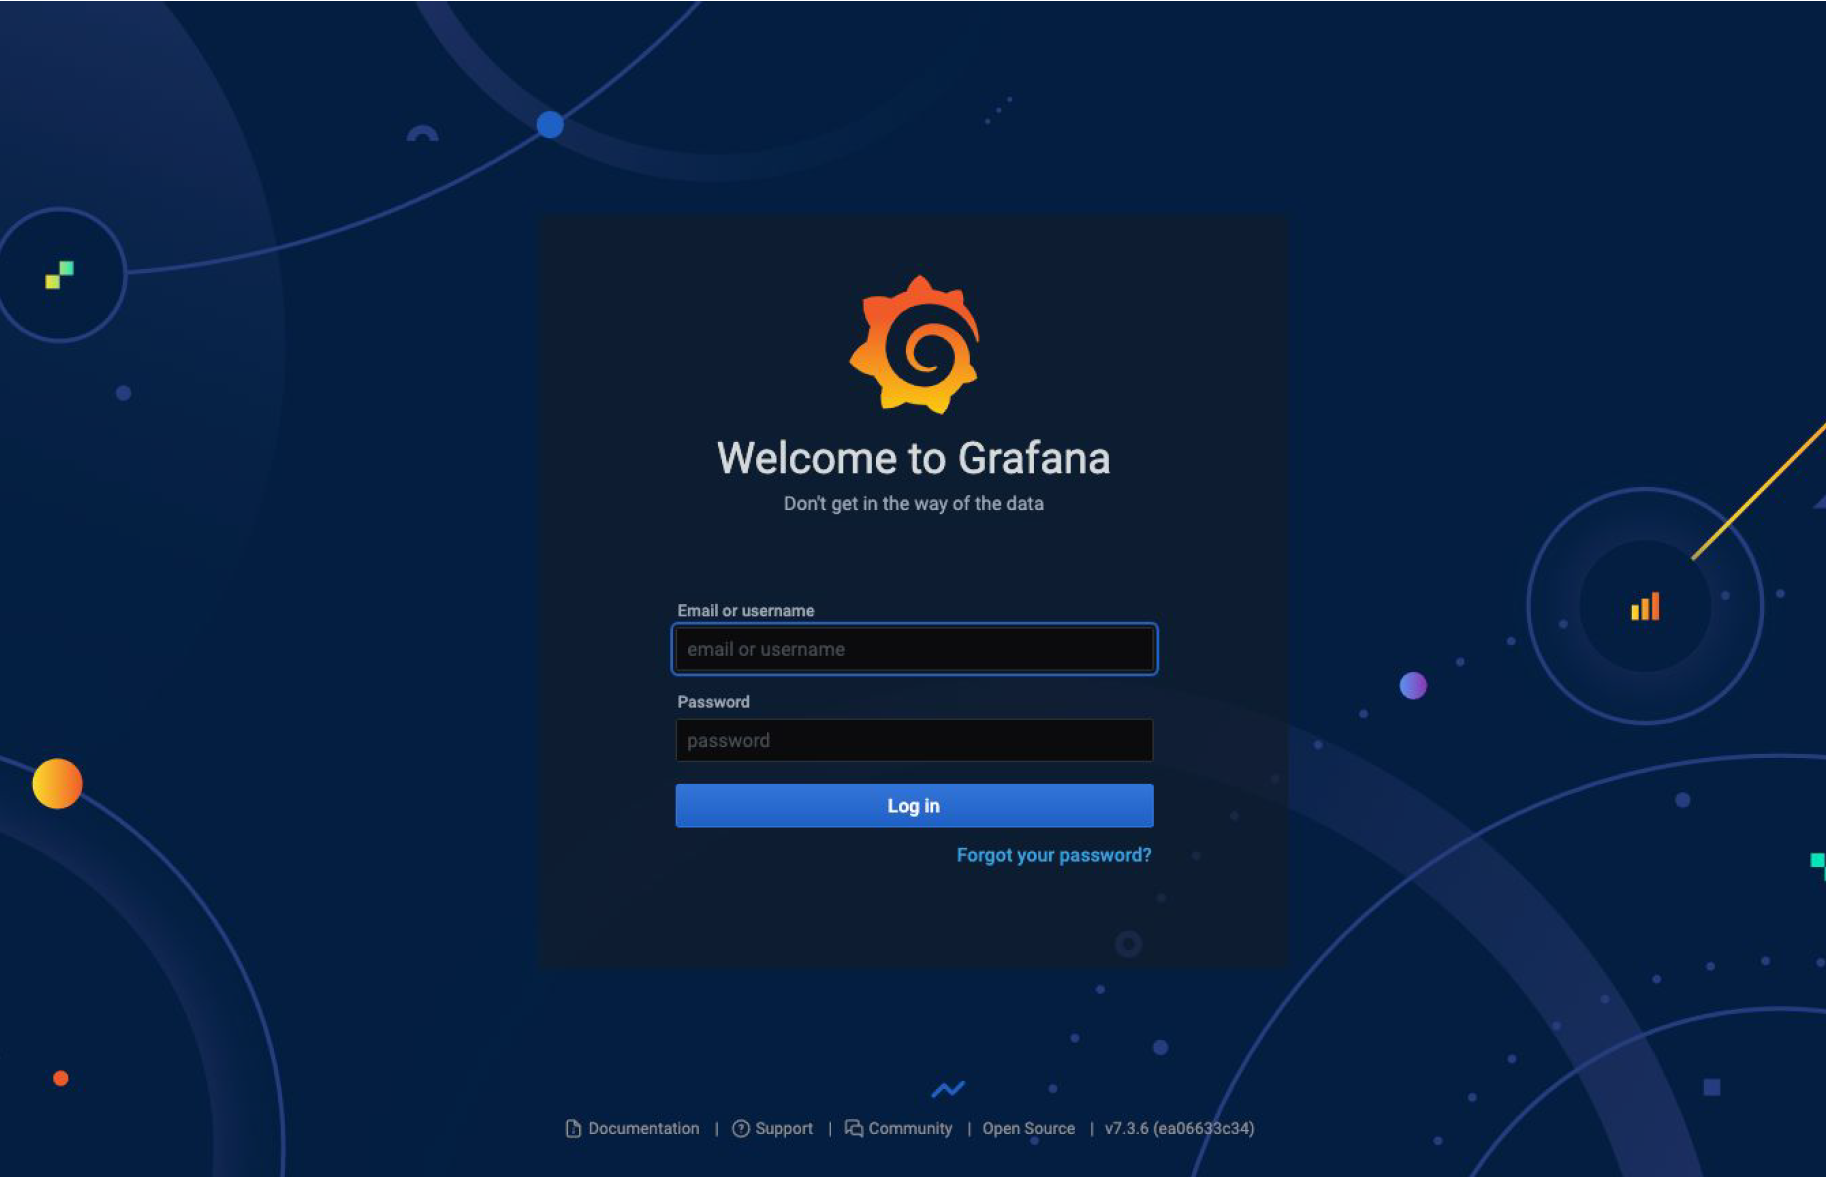 Welcome to Grafana
Don't get in the way of the data
Email or username
email or username
Password
password
Log in
Forgot your password?
Documentation | Support | Community | Open Source | v7.3.6 (ea06633c34)